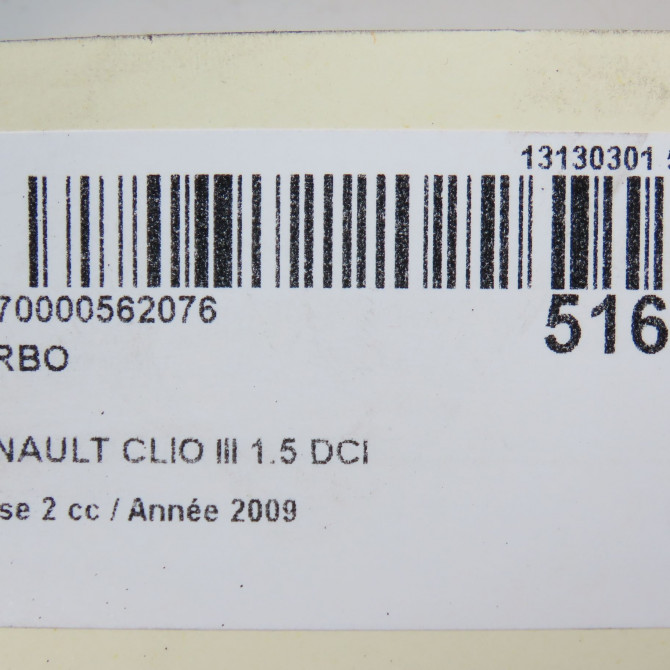 13130301
70000562076
516
RBO
NAULT CLIO III 1.5 DCI
se 2 cc / Année 2009